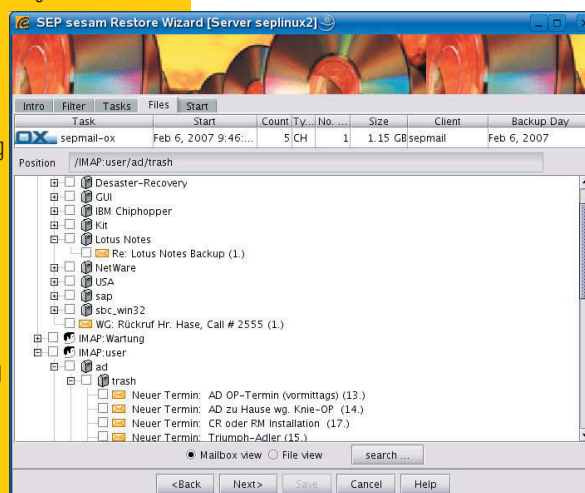 SEP sesam Restore Wizard [Server seplinux2]
Intro Filter Tasks Files Start
Task Start Count Ty... No. ... Size Client Backup Day
OX sepmail-ox Feb 6, 2007 9:46:... 5 CH 1 1.15 GB sepmail Feb 6, 2007
Position /IMAP:user/ad/trash
Desaster-Recovery
GUI
IBM Chiphopper
Kit
Lotus Notes
Re: Lotus Notes Backup (1.)
NetWare
USA
sap
sbc_win32
WG: Rückruf Hr. Hase, Call # 2555 (1.)
IMAP:Wartung
IMAP:user
ad
trash
Neuer Termin: AD OP-Termin (vormittags) (13.)
Neuer Termin: AD zu Hause wg. Knie-OP (14.)
Neuer Termin: CR oder RM Installation (17.)
Neuer Termin: Triumph-Adler (15.)
Mailbox view File view search ...
<Back Next> Save Cancel Help